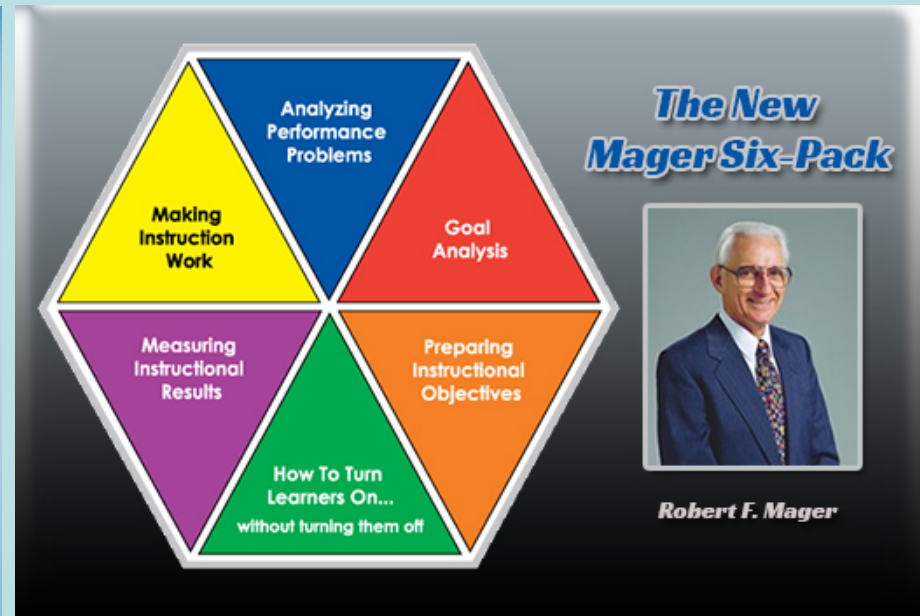 Analyzing
Performance
Problems
Goal
Analysis
Preparing
Instructional
Objectives
How To Turn
Learners On...
without turning them off
Measuring
Instructional
Results
Making
Instruction
Work
The New
Mager Six-Pack
Robert F. Mager